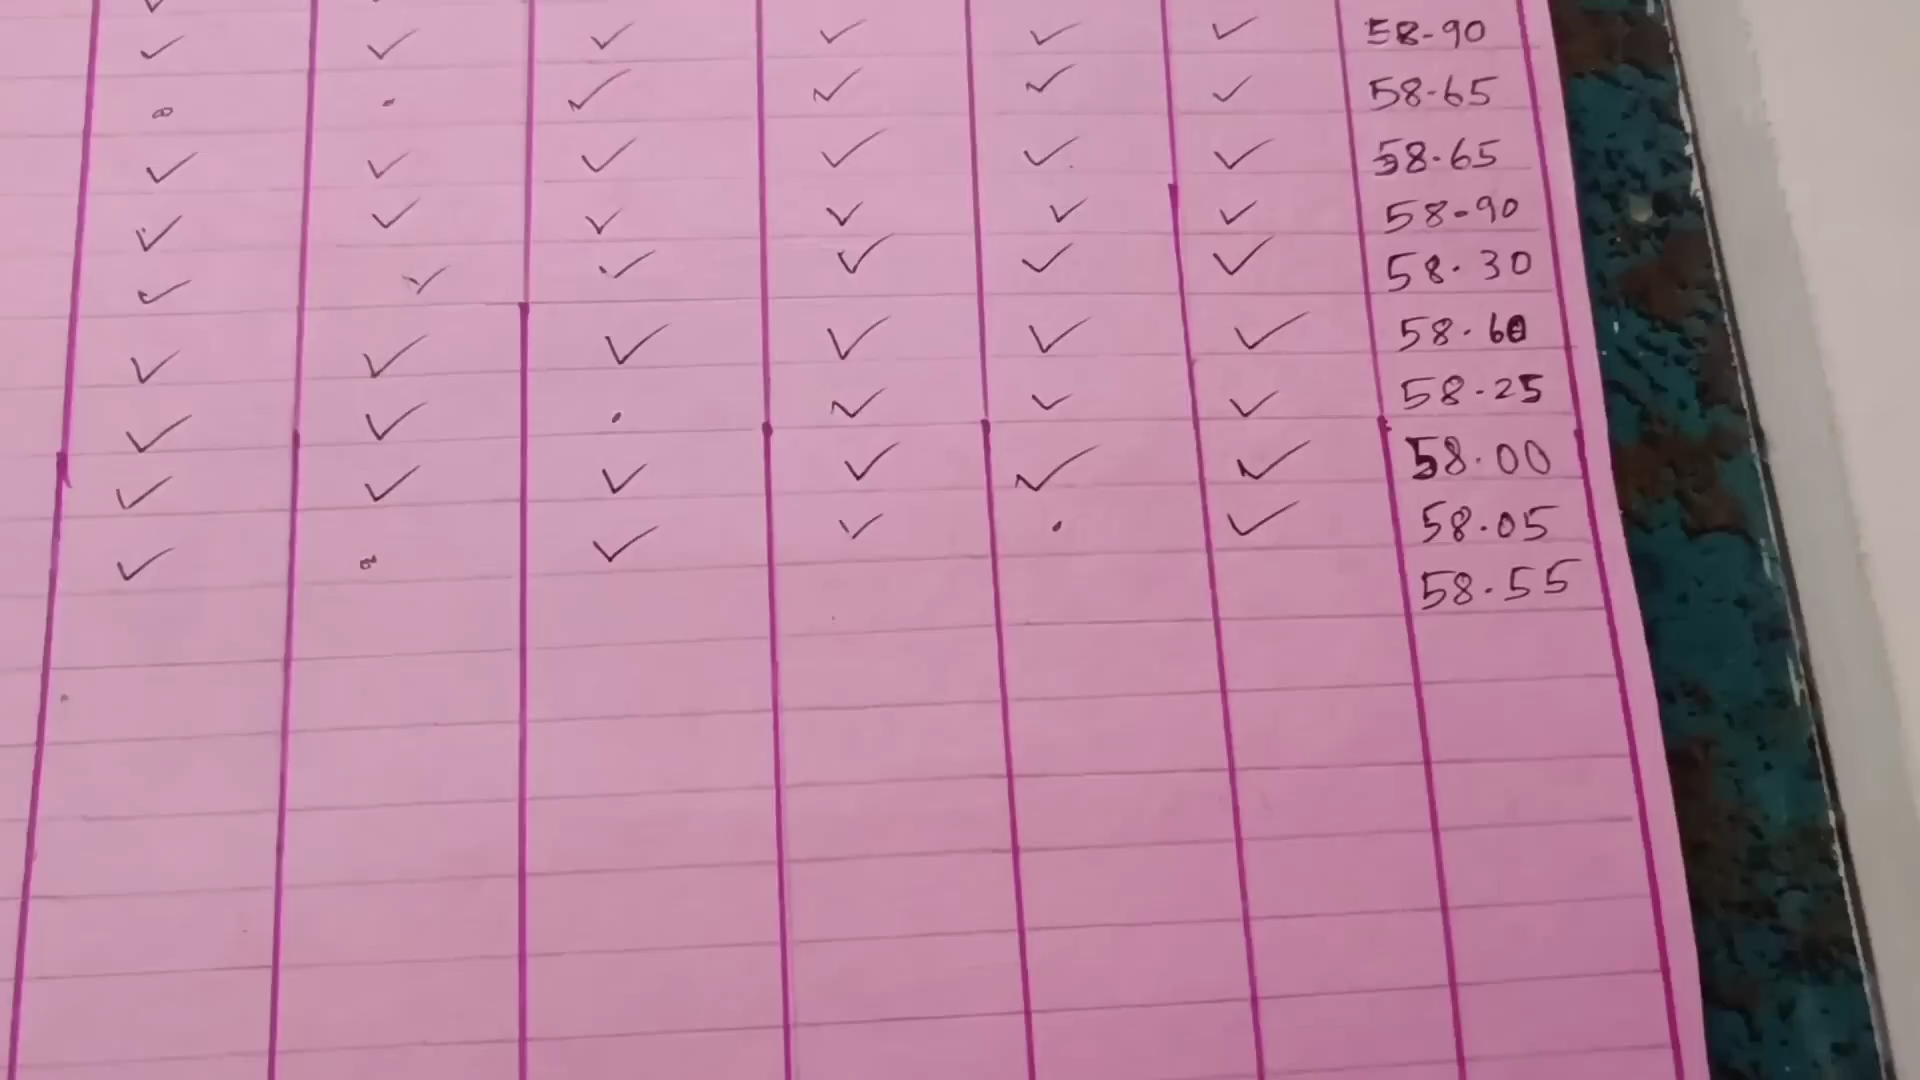 ✓ ✓ ✓ ✓ ✓ ✓ 58-90
. . ✓ ✓ ✓ ✓ 58.65
✓ ✓ ✓ ✓ ✓ ✓ 58.65
✓ ✓ ✓ ✓ ✓ ✓ 58-90
✓ ✓ ✓ ✓ ✓ ✓ 58.30
✓ ✓ ✓ ✓ ✓ ✓ 58.60
✓ ✓ . ✓ ✓ ✓ 58.25
✓ ✓ ✓ ✓ ✓ ✓ 58.00
✓ . ✓ ✓ . ✓ 58.05
58.55